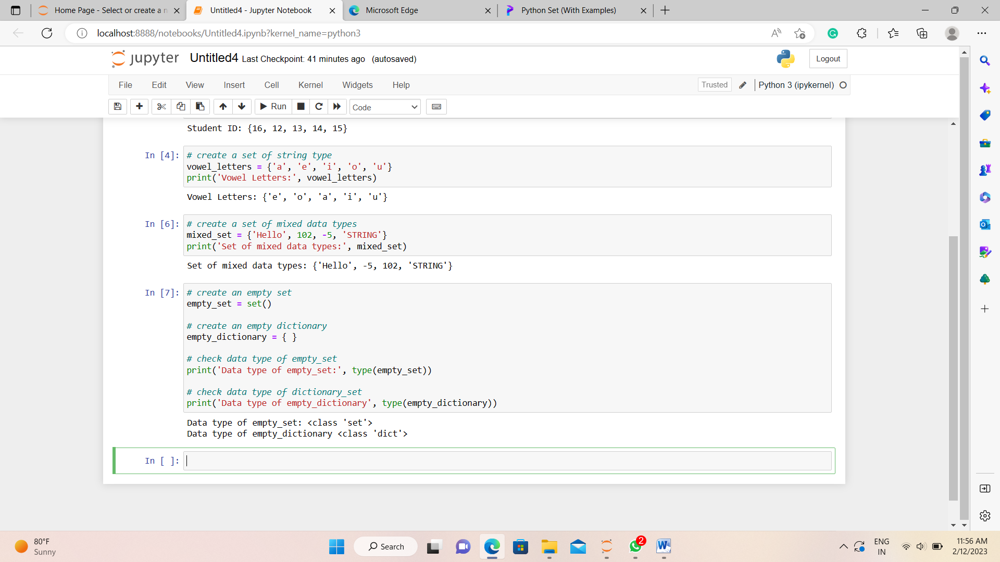 Home Page - Select or create a n
Untitled4 - Jupyter Notebook
Microsoft Edge
Python Set (With Examples)
localhost:8888/notebooks/Untitled4.ipynb?kernel_name=python3
jupyter Untitled4 Last Checkpoint: 41 minutes ago (autosaved)
Logout
File Edit View Insert Cell Kernel Widgets Help
Trusted Python 3 (ipykernel)
Run Code
Student ID: {16, 12, 13, 14, 15}
In [4]: # create a set of string type
vowel_letters = {'a', 'e', 'i', 'o', 'u'}
print('Vowel Letters:', vowel_letters)
Vowel Letters: {'e', 'o', 'a', 'i', 'u'}
In [6]: # create a set of mixed data types
mixed_set = {'Hello', 102, -5, 'STRING'}
print('Set of mixed data types:', mixed_set)
Set of mixed data types: {'Hello', -5, 102, 'STRING'}
In [7]: # create an empty set
empty_set = set()
# create an empty dictionary
empty_dictionary = { }
# check data type of empty_set
print('Data type of empty_set:', type(empty_set))
# check data type of dictionary_set
print('Data type of empty_dictionary', type(empty_dictionary))
Data type of empty_set: <class 'set'>
Data type of empty_dictionary <class 'dict'>
In [ ]:
80°F
Sunny
Search
2
ENG
IN
11:56 AM
2/12/2023